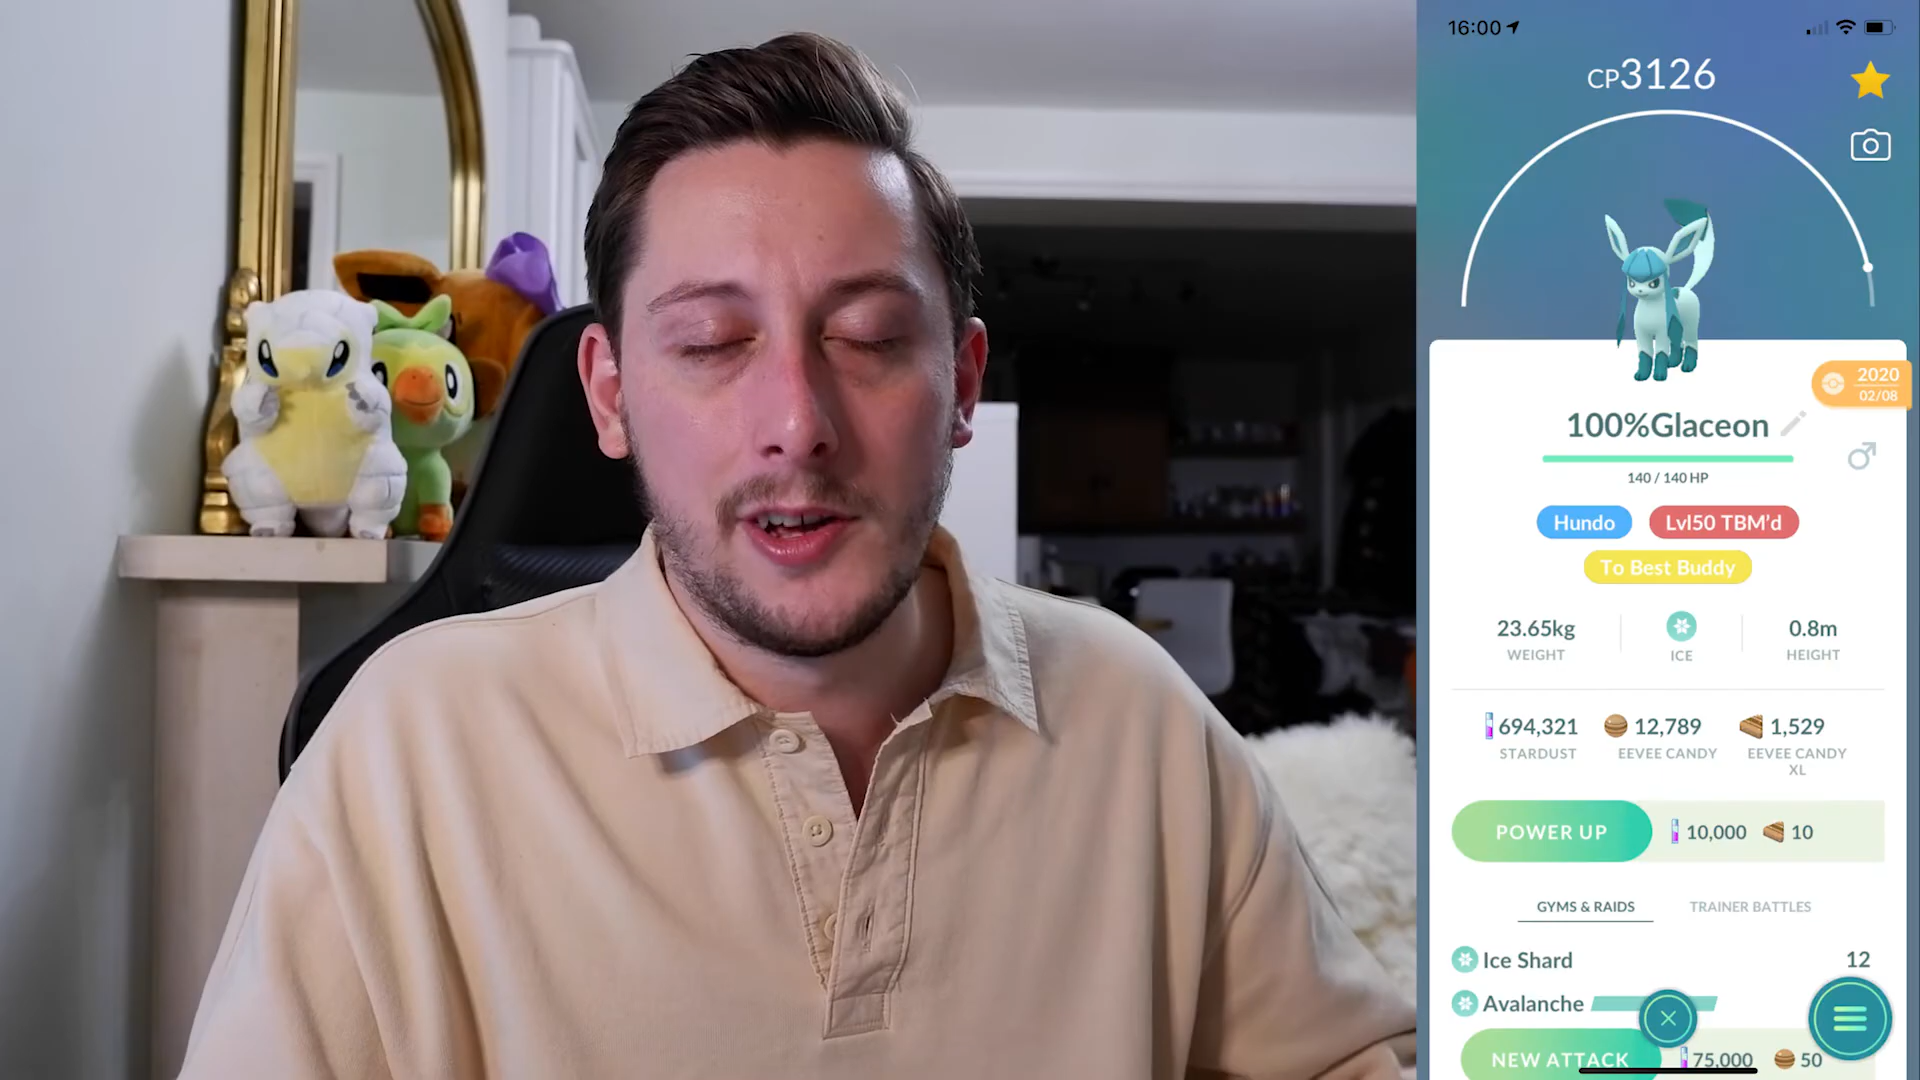 16:00
CP3126
2020
02/08
100%Glaceon
140 / 140 HP
Hundo Lvl50 TBM'd
To Best Buddy
23.65kg 0.8m
WEIGHT ICE HEIGHT
694,321 12,789 1,529
STARDUST EEVEE CANDY EEVEE CANDY
XL
POWER UP 10,000 10
GYMS & RAIDS TRAINER BATTLES
Ice Shard 12
Avalanche
NEW ATTACK 75,000 50